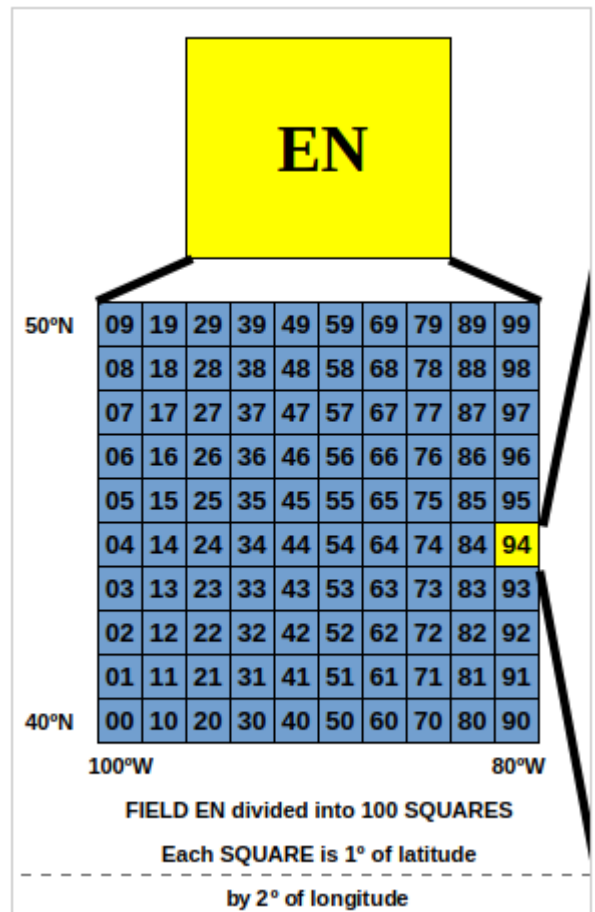 EN
50ºN 09 19 29 39 49 59 69 79 89 99
08 18 28 38 48 58 68 78 88 98
07 17 27 37 47 57 67 77 87 97
06 16 26 36 46 56 66 76 86 96
05 15 25 35 45 55 65 75 85 95
04 14 24 34 44 54 64 74 84 94
03 13 23 33 43 53 63 73 83 93
02 12 22 32 42 52 62 72 82 92
01 11 21 31 41 51 61 71 81 91
40ºN 00 10 20 30 40 50 60 70 80 90
100ºW 80ºW
FIELD EN divided into 100 SQUARES
Each SQUARE is 1º of latitude
by 2º of longitude